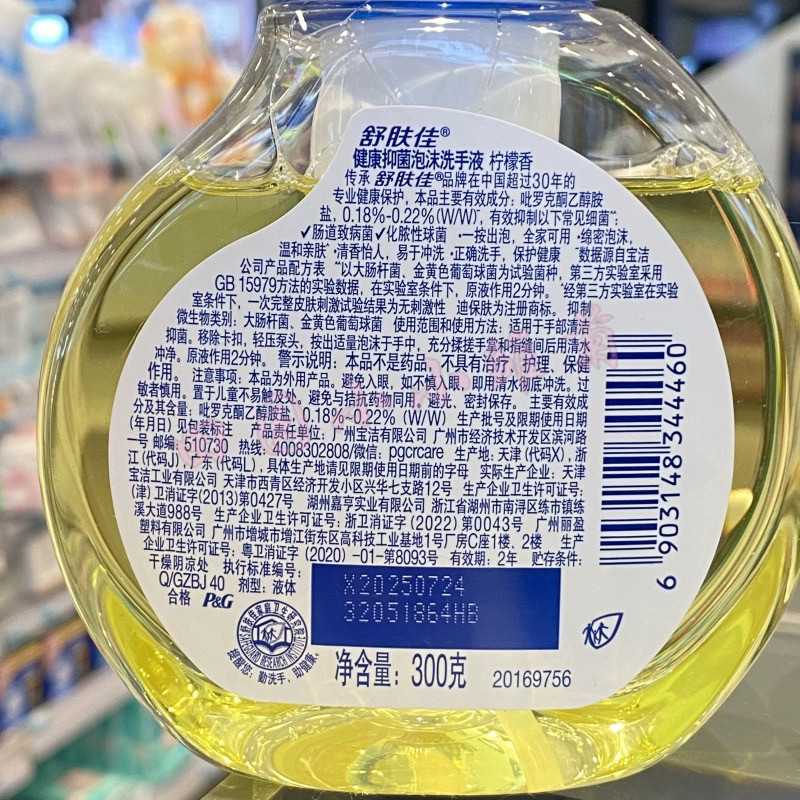 舒肤佳®
健康抑菌泡沫洗手液 柠檬香
传承 舒肤佳®品牌在中国超过30年的
专业健康保护，本品主要有效成分：吡罗克酮乙醇胺
盐，0.18%-0.22%(W/W)，有效抑制以下常见细菌**：
✓肠道致病菌✓化脓性球菌 ·一按出泡，全家可用 ·绵密泡沫，
温和亲肤^ ·清香怡人，易于冲洗 ·正确洗手，保护健康 *数据源自宝洁
公司产品配方表 **以大肠杆菌、金黄色葡萄球菌为试验菌种，第三方实验室采用
GB 15979方法的实验数据，在实验室条件下，原液作用2分钟。^经第三方实验室在实验
室条件下，一次完整皮肤刺激试验结果为无刺激性 迪保肤为注册商标。 抑制
微生物类别：大肠杆菌、金黄色葡萄球菌 使用范围和使用方法：适用于手部清洁
抑菌。移除卡扣，轻压泵头，按出适量泡沫于手中，充分揉搓手掌和指缝间后用清水
冲净。原液作用2分钟。 警示说明：本品不是药品，不具有治疗、护理、保健
作用。 注意事项：本品为外用产品。避免入眼，如不慎入眼，即用清水彻底冲洗。过
敏者慎用。置于儿童不易触及处。避免与拮抗药物同用。避光、密封保存。 主要有效成
分及其含量：吡罗克酮乙醇胺盐，0.18%-0.22%（W/W）生产批号及限期使用日期
(年月日)见包装标注 产品责任单位：广州宝洁有限公司 广州市经济技术开发区滨河路
一号 邮编 510730 热线：4008302808/微信：pgcrcare 生产地：天津(代码X)，浙
江(代码J)，广东(代码L)，具体生产地请见限期使用日期前的字母 实际生产企业：天津
宝洁工业有限公司 天津市西青区经济开发小区兴华七支路12号 生产企业卫生许可证号：
(津)卫消证字(2013)第0427号 湖州嘉亨实业有限公司 浙江省湖州市南浔区练市镇练
溪大道988号 生产企业卫生许可证号：浙卫消证字（2022）第0043号 广州丽盈
塑料有限公司 广州市增城市增江街东区高科技工业基地1号厂房C座1楼、2楼 生产
企业卫生许可证号：粤卫消证字（2020）-01-第8093号 有效期：2年 贮存条件：
干燥阴凉处 执行标准编号：
Q/GZBJ 40 剂型：液体
合格 P&G
X20250724
32051864HB
舒肤佳家庭卫生研究院
SAFEGUARD RESEARCH INSTITUTE
提醒您：勤洗手，助健康
净含量：300克
20169756
6 903148 344460